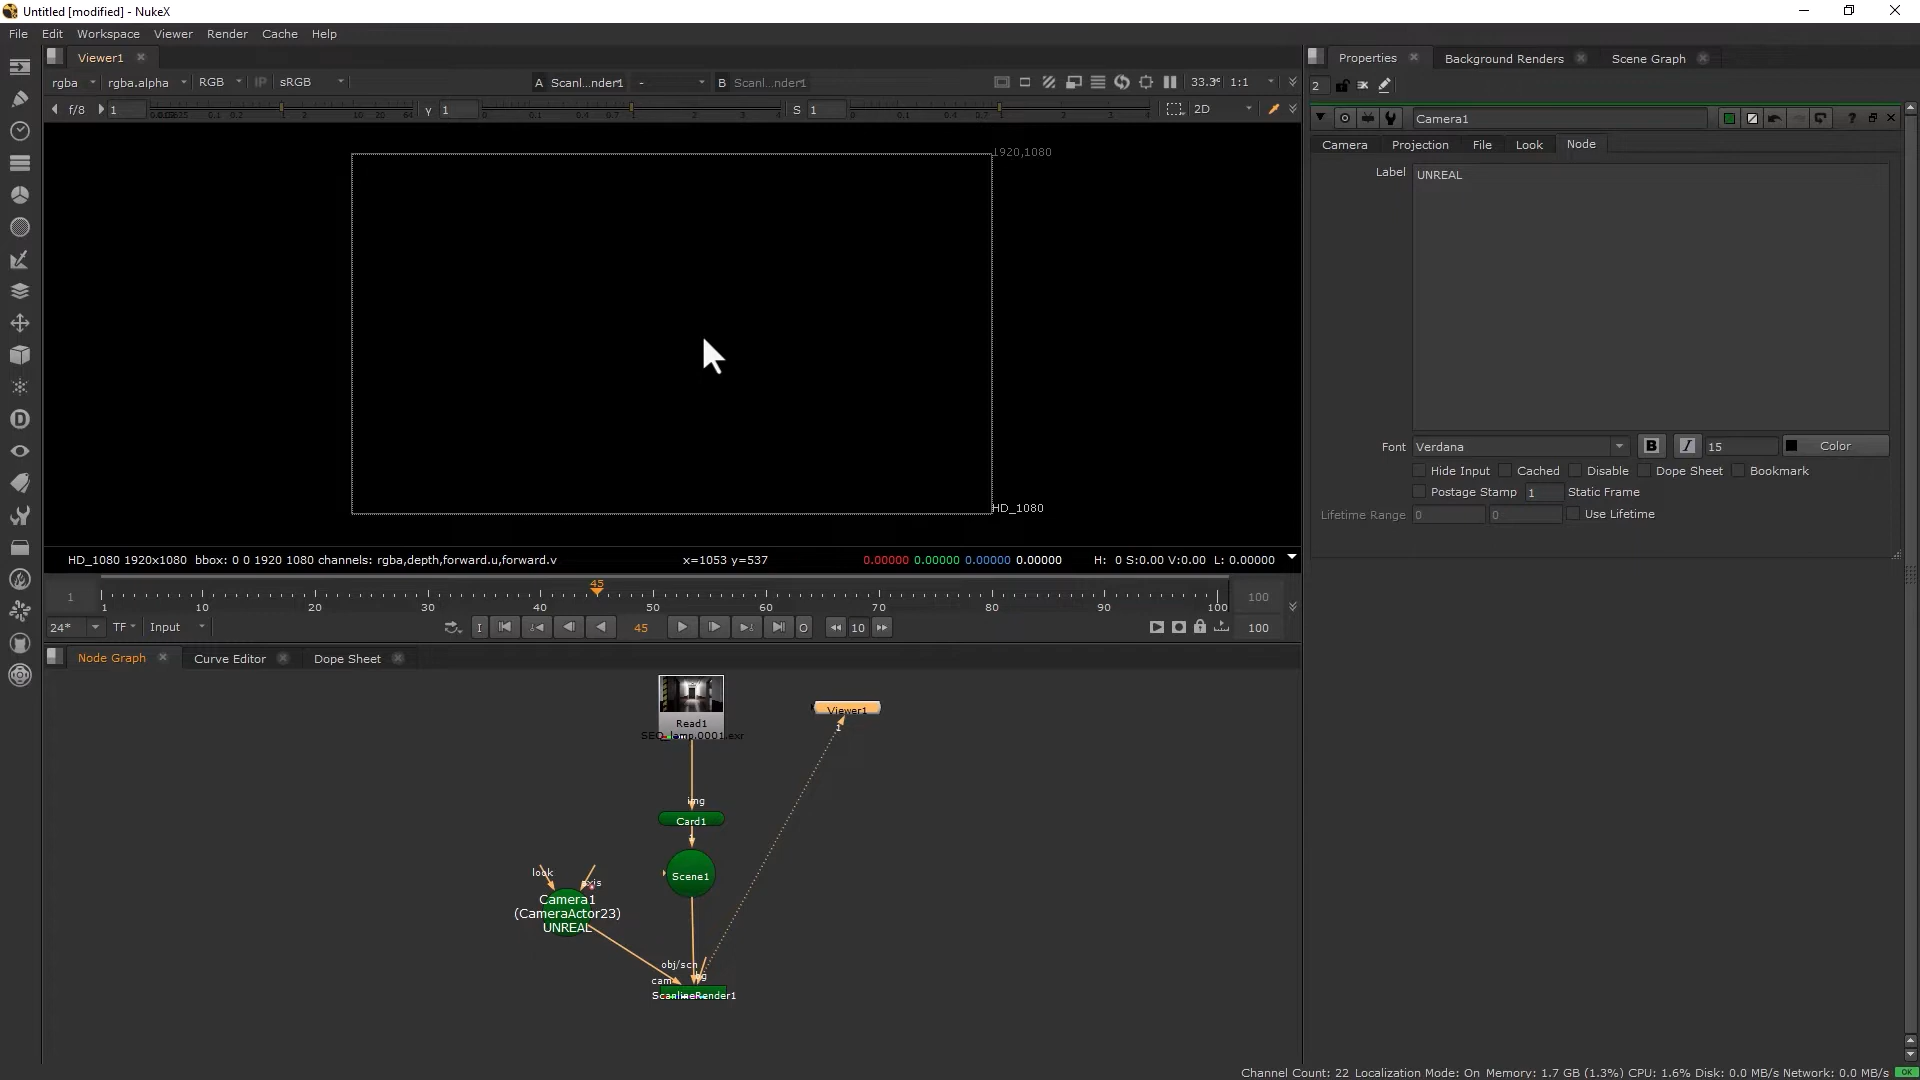 Untitled [modified] - NukeX
File Edit Workspace Viewer Render Cache Help
Viewer1
Properties Background Renders Scene Graph
rgba rgba.alpha RGB IP sRGB A Scanl...nder1 - B Scanl...nder1 33.3% 1:1
2
f/8 1 γ 1 S 1 2D
Camera1
Camera Projection File Look Node
1920,1080
Label UNREAL
Font Verdana B I 15 Color
Hide Input Cached Disable Dope Sheet Bookmark
Postage Stamp 1 Static Frame
Lifetime Range 0 0 Use Lifetime
HD_1080
HD_1080 1920x1080 bbox: 0 0 1920 1080 channels: rgba,depth,forward.u,forward.v x=1053 y=537 0.00000 0.00000 0.00000 0.00000 H: 0 S:0.00 V:0.00 L: 0.00000
45
1 100
1 10 20 30 40 50 60 70 80 90 100
24* TF Input I 45 O 10 100
Node Graph Curve Editor Dope Sheet
Read1
SEQ_lamp.0001.exr
Viewer1
1
img
Card1
Scene1
look
axis
Camera1
(CameraActor23)
UNREAL
obj/scn
bg
cam
ScanlineRender1
Channel Count: 22 Localization Mode: On Memory: 1.7 GB (1.3%) CPU: 1.6% Disk: 0.0 MB/s Network: 0.0 MB/s OK